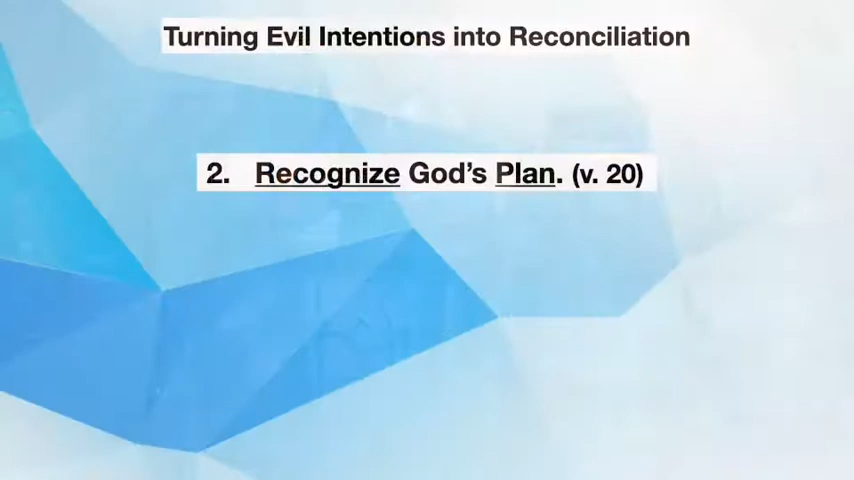 Turning Evil Intentions into Reconciliation
2. Recognize God’s Plan. (v. 20)